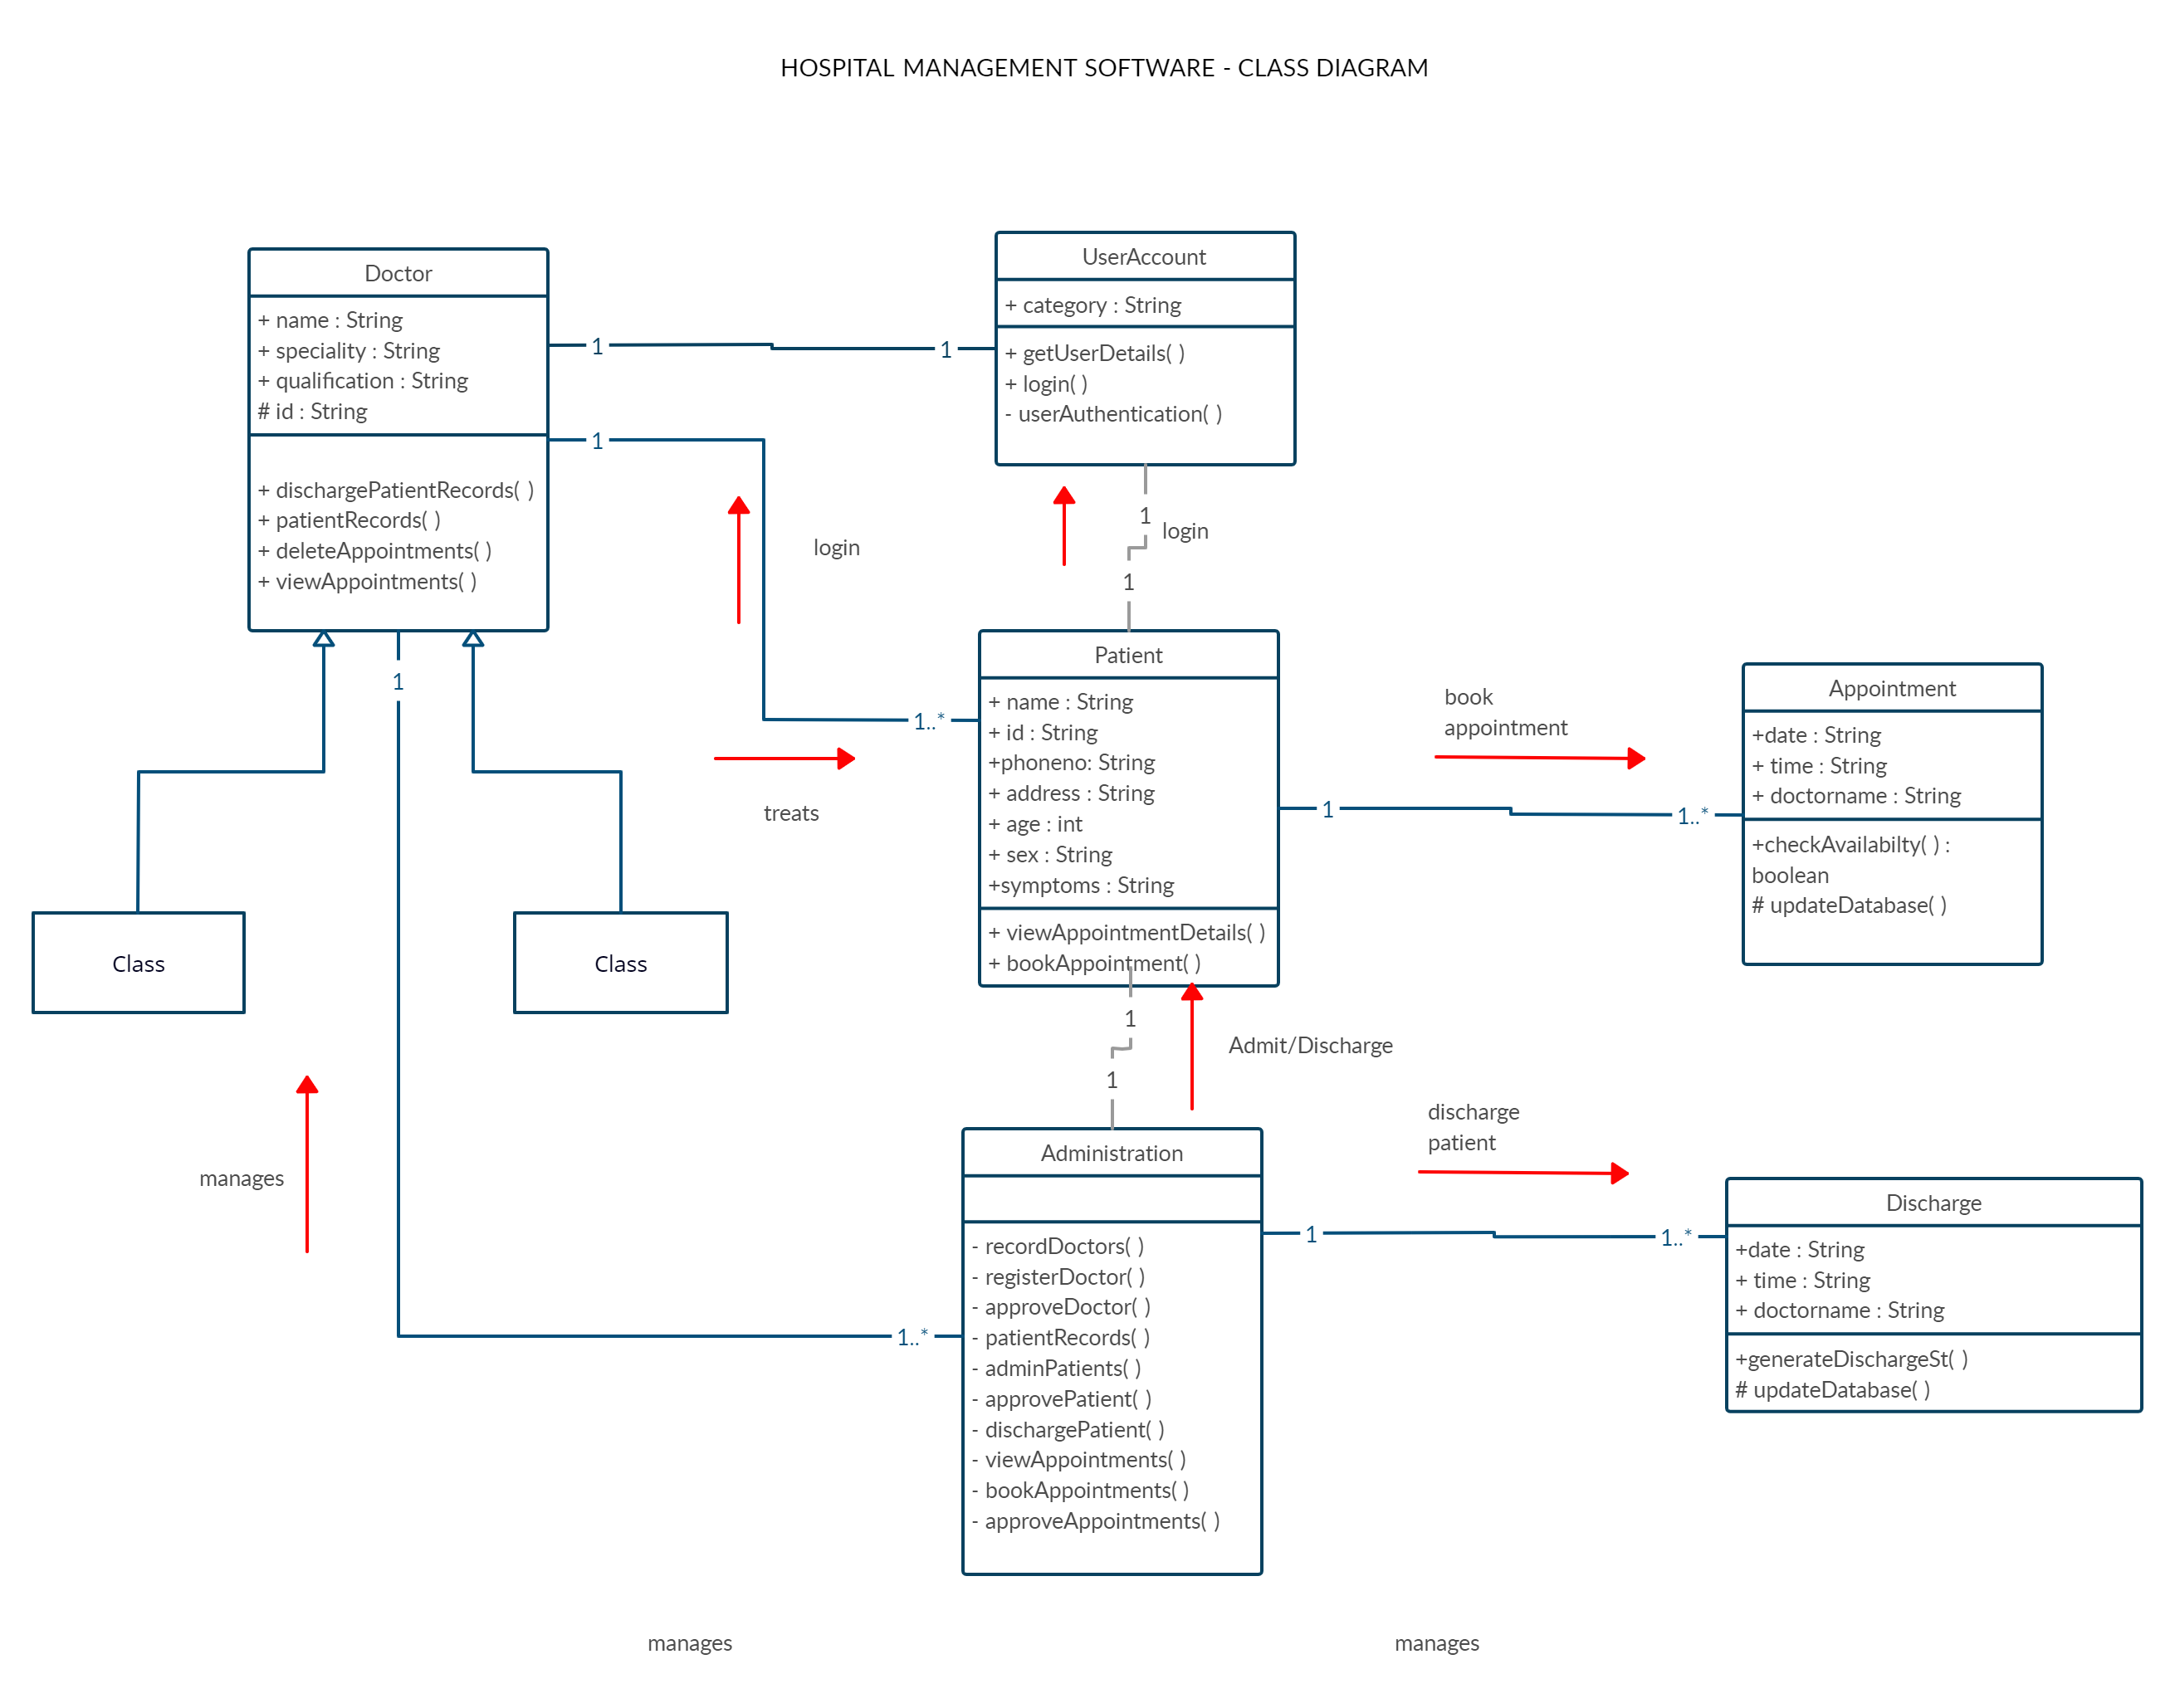 HOSPITAL MANAGEMENT SOFTWARE - CLASS DIAGRAM
Doctor
+ name : String
+ speciality : String
+ qualification : String
# id : String
+ dischargePatientRecords( )
+ patientRecords( )
+ deleteAppointments( )
+ viewAppointments( )
1
1
UserAccount
+ category : String
+ getUserDetails( )
+ login( )
- userAuthentication( )
1
login
1
login
1
1
treats
1..*
Patient
+ name : String
+ id : String
+phoneno: String
+ address : String
+ age : int
+ sex : String
+symptoms : String
+ viewAppointmentDetails( )
+ bookAppointment( )
book
appointment
1
1..*
Appointment
+date : String
+ time : String
+ doctorname : String
+checkAvailabilty( ) :
boolean
# updateDatabase( )
Class
Class
1
manages
1
Admit/Discharge
1
1..*
Administration
- recordDoctors( )
- registerDoctor( )
- approveDoctor( )
- patientRecords( )
- adminPatients( )
- approvePatient( )
- dischargePatient( )
- viewAppointments( )
- bookAppointments( )
- approveAppointments( )
discharge
patient
1
1..*
Discharge
+date : String
+ time : String
+ doctorname : String
+generateDischargeSt( )
# updateDatabase( )
manages
manages